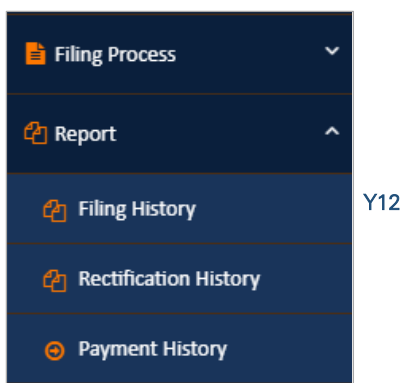 Filing Process
Report
Filing History
Y12
Rectification History
Payment History